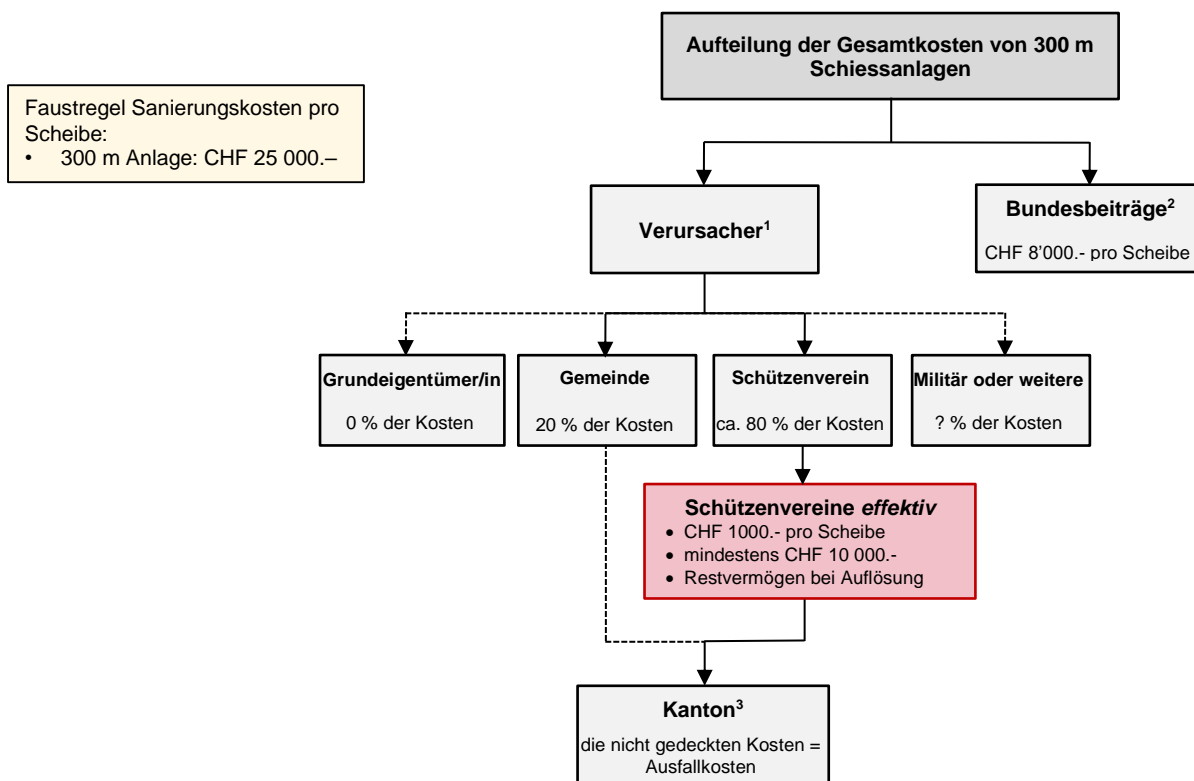 Aufteilung der Gesamtkosten von 300 m
Schiessanlagen
Faustregel Sanierungskosten pro
Scheibe:
• 300 m Anlage: CHF 25 000.–
Verursacher¹
Bundesbeiträge²
CHF 8’000.- pro Scheibe
Grundeigentümer/in
0 % der Kosten
Gemeinde
20 % der Kosten
Schützenverein
ca. 80 % der Kosten
Militär oder weitere
? % der Kosten
Schützenvereine effektiv
• CHF 1000.- pro Scheibe
• mindestens CHF 10 000.-
• Restvermögen bei Auflösung
Kanton³
die nicht gedeckten Kosten =
Ausfallkosten